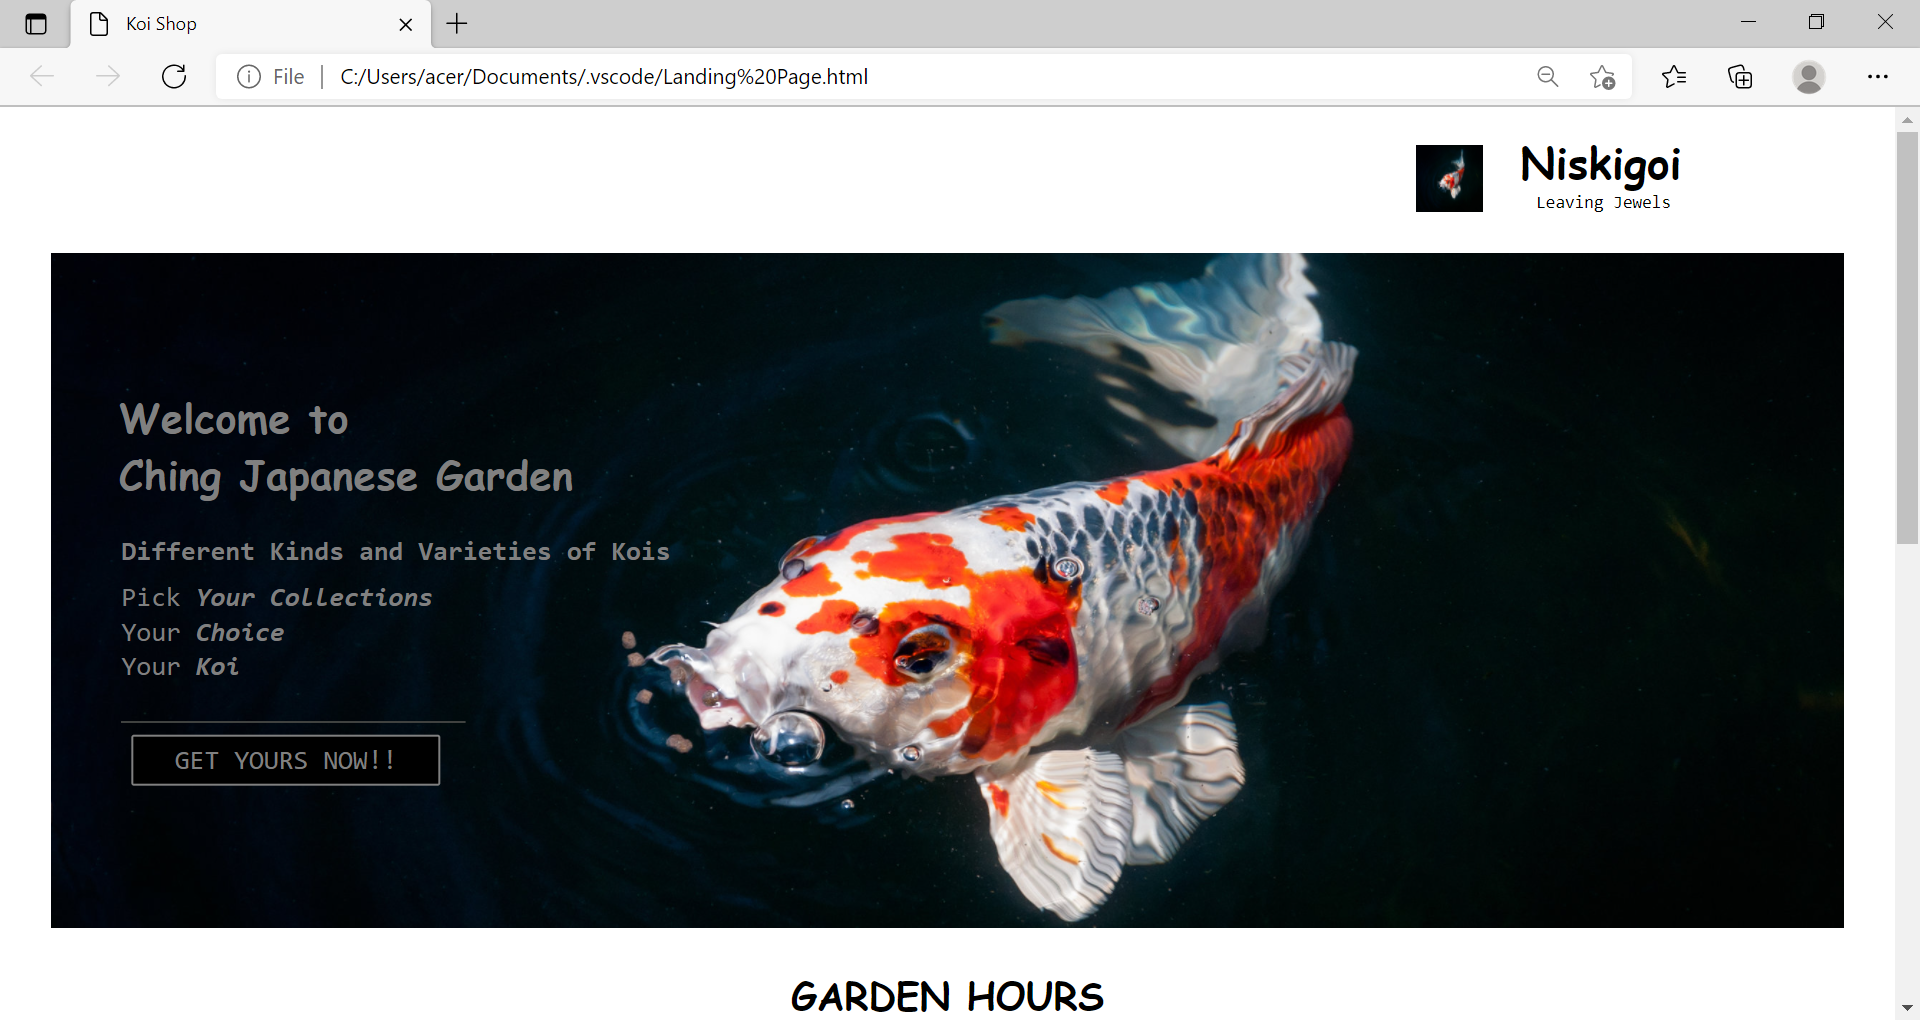 Koi Shop
File C:/Users/acer/Documents/.vscode/Landing%20Page.html
Niskigoi
Leaving Jewels
Welcome to
Ching Japanese Garden
Different Kinds and Varieties of Kois
Pick Your Collections
Your Choice
Your Koi
GET YOURS NOW!!
GARDEN HOURS